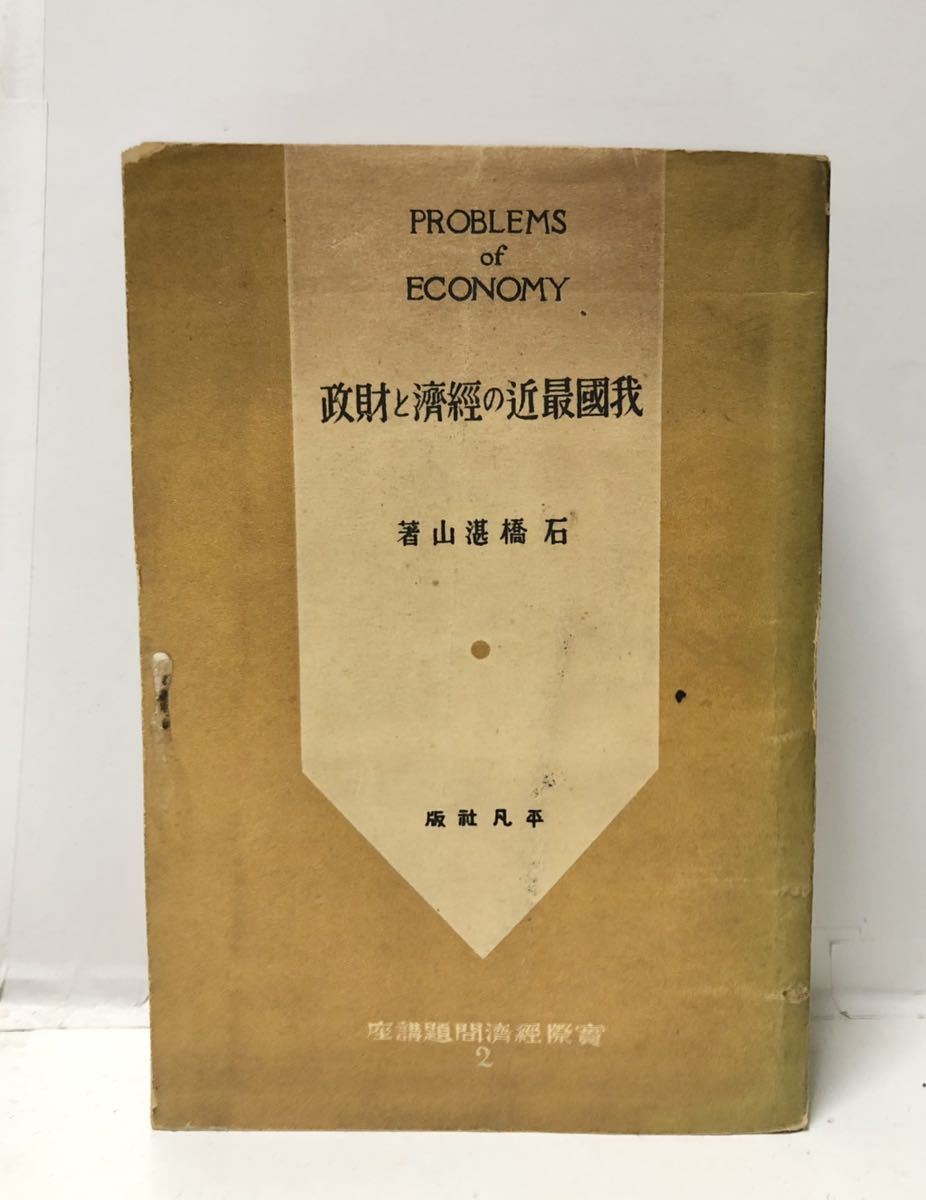 PROBLEMS
of
ECONOMY
我國最近の經濟と財政
石橋湛山著
平凡社版
實際經濟問題講座
2